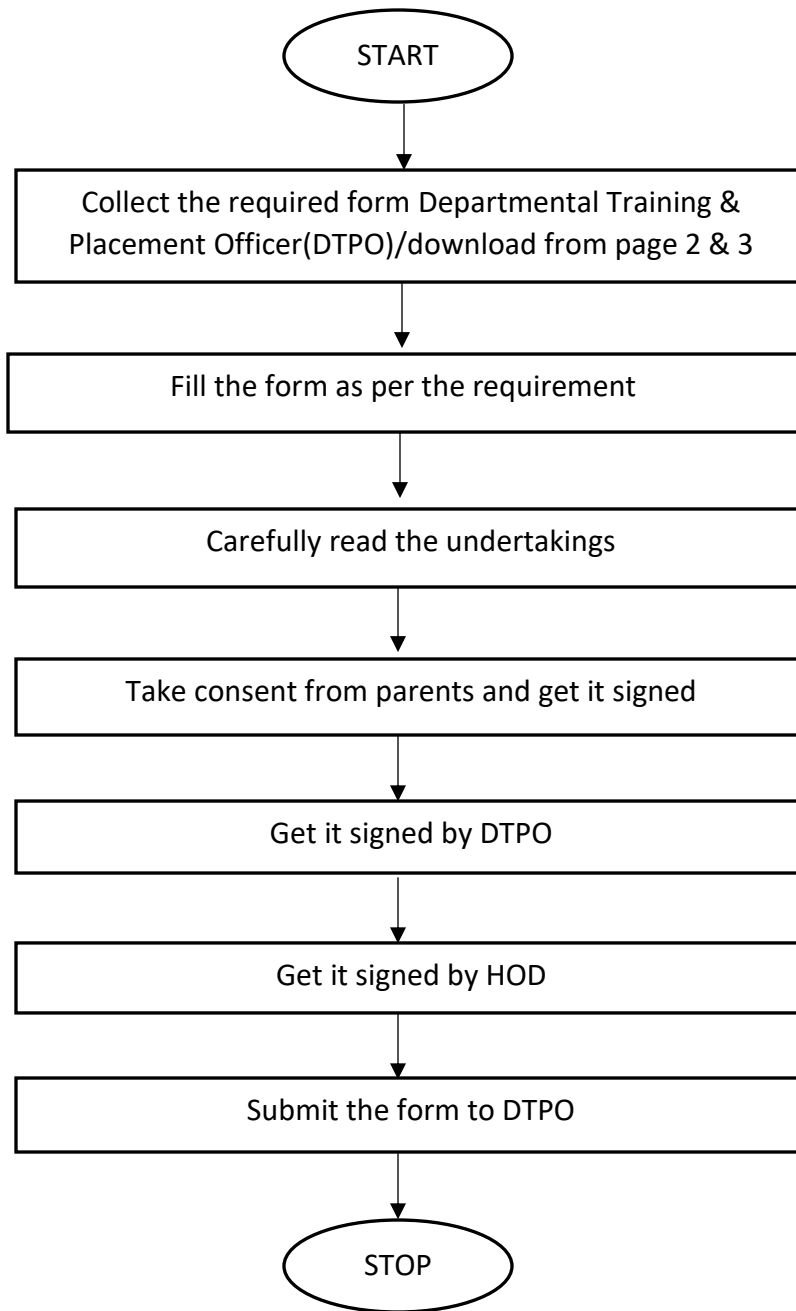 START
Collect the required form Departmental Training &
Placement Officer(DTPO)/download from page 2 & 3
Fill the form as per the requirement
Carefully read the undertakings
Take consent from parents and get it signed
Get it signed by DTPO
Get it signed by HOD
Submit the form to DTPO
STOP